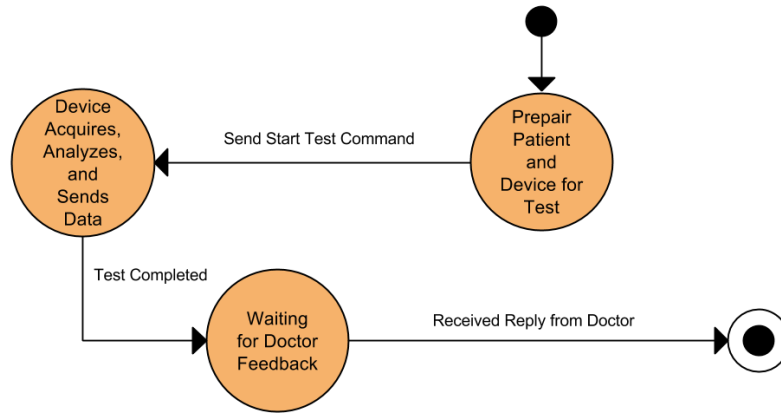 Device
Acquires,
Analyzes,
and
Sends
Data
Send Start Test Command
Prepair
Patient
and
Device for
Test
Test Completed
Waiting
for Doctor
Feedback
Received Reply from Doctor